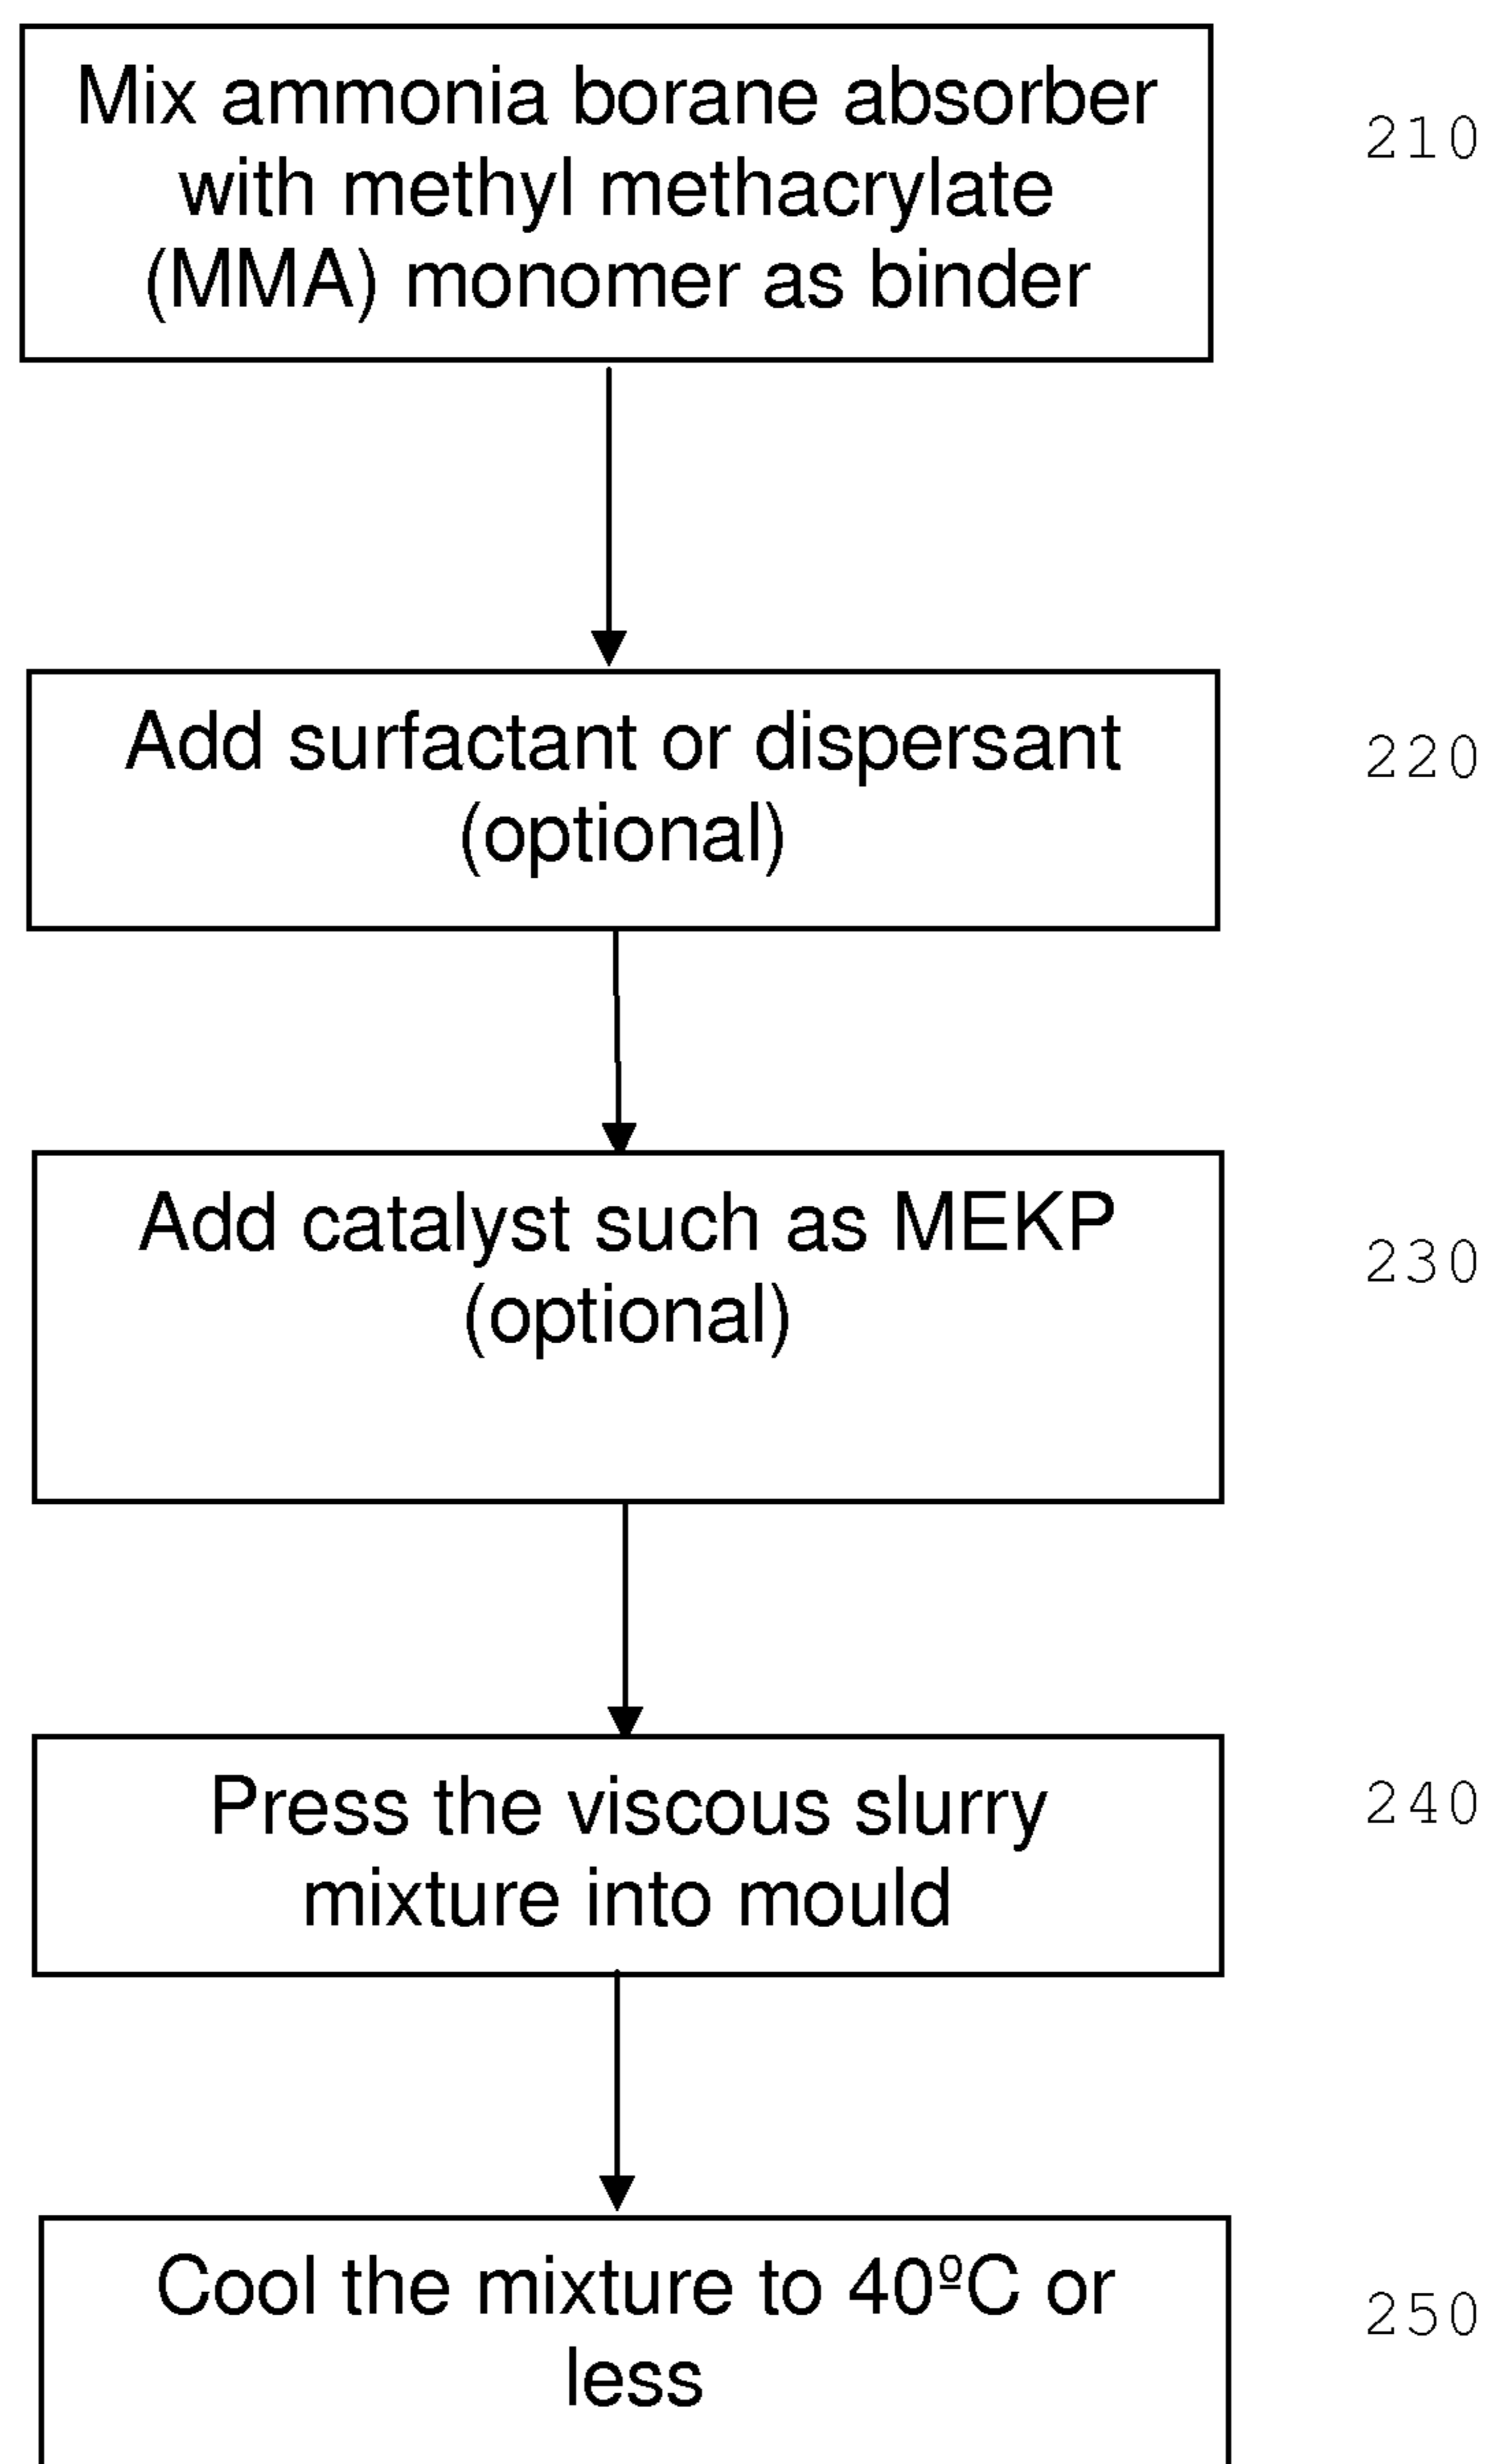 Mix ammonia borane absorber
with methyl methacrylate
(MMA) monomer as binder
210
Add surfactant or dispersant
(optional)
220
Add catalyst such as MEKP
(optional)
230
Press the viscous slurry
mixture into mould
240
Cool the mixture to 40ºC or
less
250